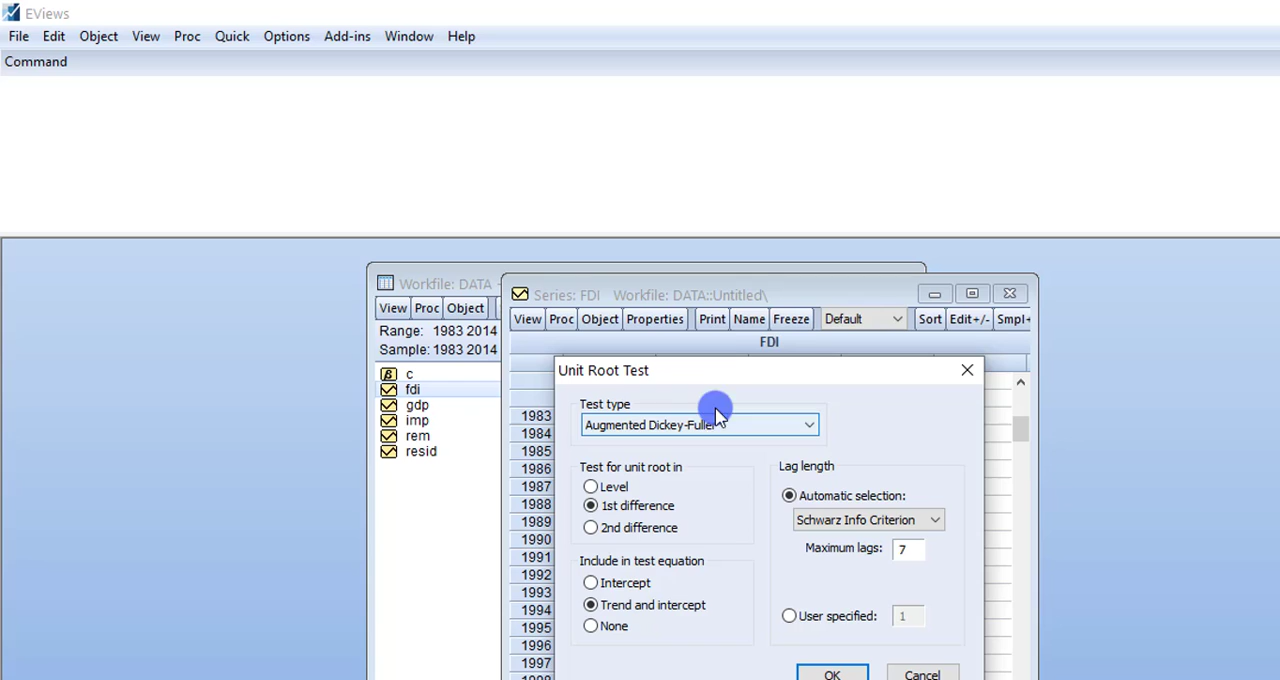 EViews
File Edit Object View Proc Quick Options Add-ins Window Help
Command
Workfile: DATA -
View Proc Object
Range: 1983 2014
Sample: 1983 2014
c
fdi
gdp
imp
rem
resid
Series: FDI Workfile: DATA::Untitled\
View Proc Object Properties Print Name Freeze Default Sort Edit+/- Smpl+
FDI
1983
1984
1985
1986
1987
1988
1989
1990
1991
1992
1993
1994
1995
1996
1997
1998
Unit Root Test
Test type
Augmented Dickey-Fuller
Test for unit root in
Level
1st difference
2nd difference
Include in test equation
Intercept
Trend and intercept
None
Lag length
Automatic selection:
Schwarz Info Criterion
Maximum lags: 7
User specified: 1
OK Cancel